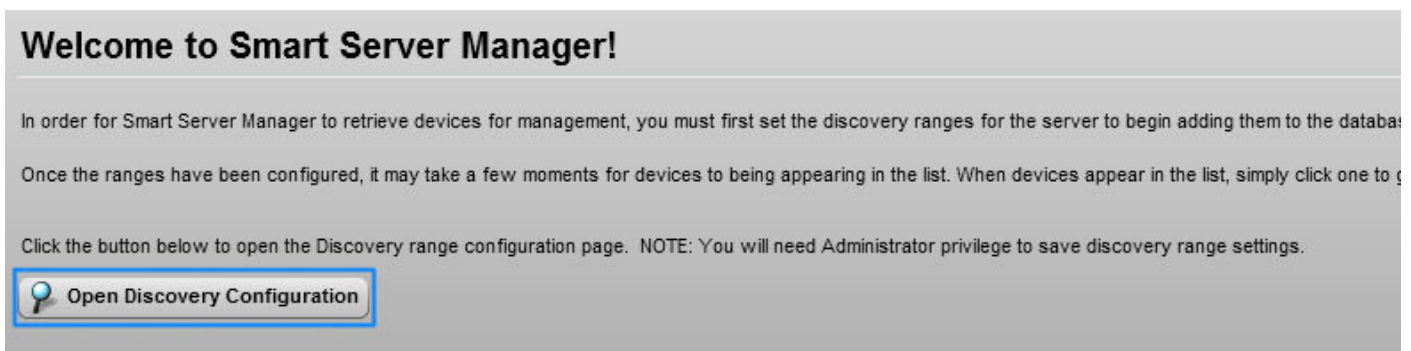 Welcome to Smart Server Manager!
In order for Smart Server Manager to retrieve devices for management, you must first set the discovery ranges for the server to begin adding them to the
Once the ranges have been configured, it may take a few moments for devices to being appearing in the list. When devices appear in the list, simply click one to
Click the button below to open the Discovery range configuration page. NOTE: You will need Administrator privilege to save discovery range settings.
Open Discovery Configuration